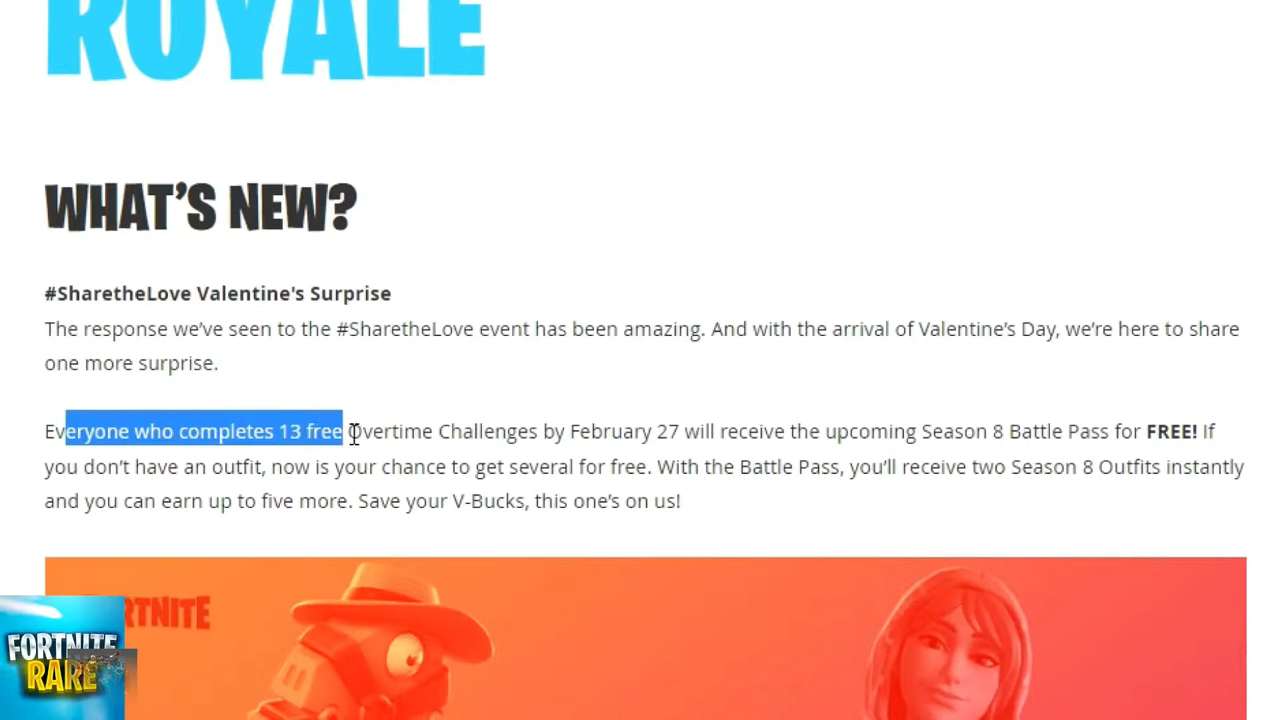 ROYALE
WHAT'S NEW?
#SharetheLove Valentine's Surprise
The response we've seen to the #SharetheLove event has been amazing. And with the arrival of Valentine's Day, we're here to share
one more surprise.
Everyone who completes 13 free Overtime Challenges by February 27 will receive the upcoming Season 8 Battle Pass for FREE! If
you don't have an outfit, now is your chance to get several for free. With the Battle Pass, you'll receive two Season 8 Outfits instantly
and you can earn up to five more. Save your V-Bucks, this one's on us!
RTNITE
FORTNITE
RARE